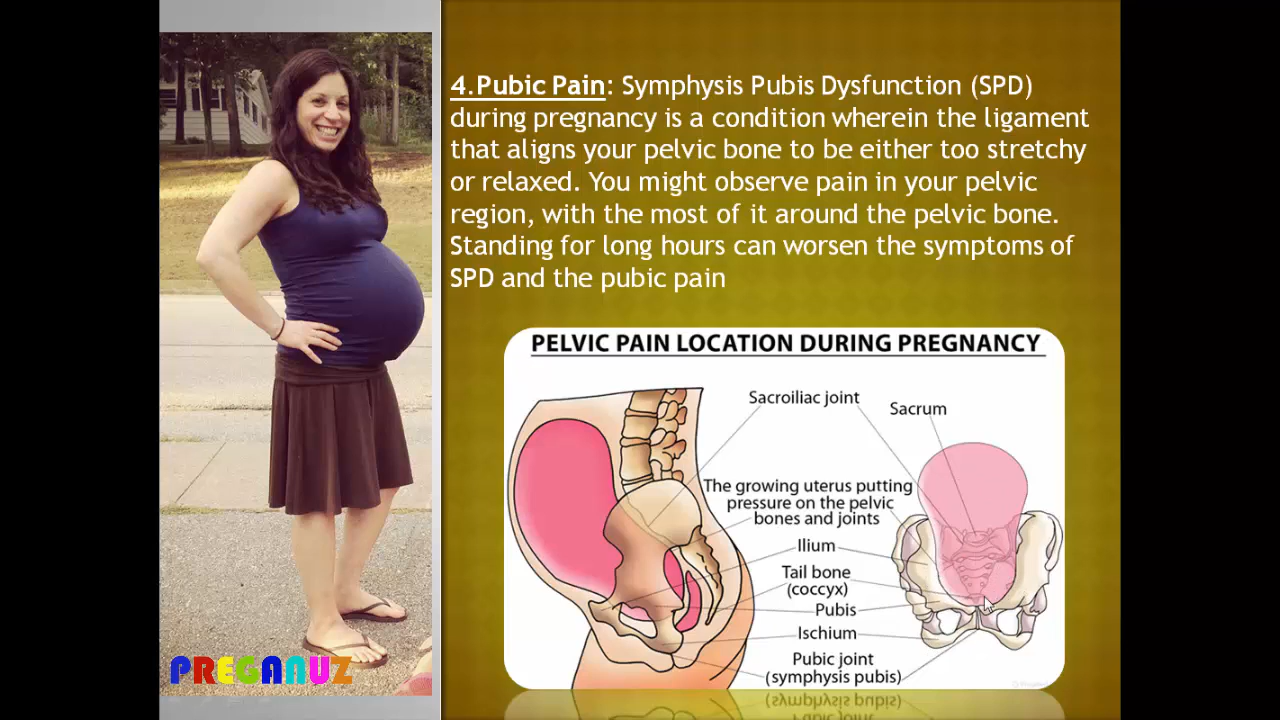 4.Pubic Pain: Symphysis Pubis Dysfunction (SPD)
during pregnancy is a condition wherein the ligament
that aligns your pelvic bone to be either too stretchy
or relaxed. You might observe pain in your pelvic
region, with the most of it around the pelvic bone.
Standing for long hours can worsen the symptoms of
SPD and the pubic pain
PELVIC PAIN LOCATION DURING PREGNANCY
Sacroiliac joint
Sacrum
The growing uterus putting
pressure on the pelvic
bones and joints
Ilium
Tail bone
(coccyx)
Pubis
Ischium
Pubic joint
(symphysis pubis)
PREGANUZ